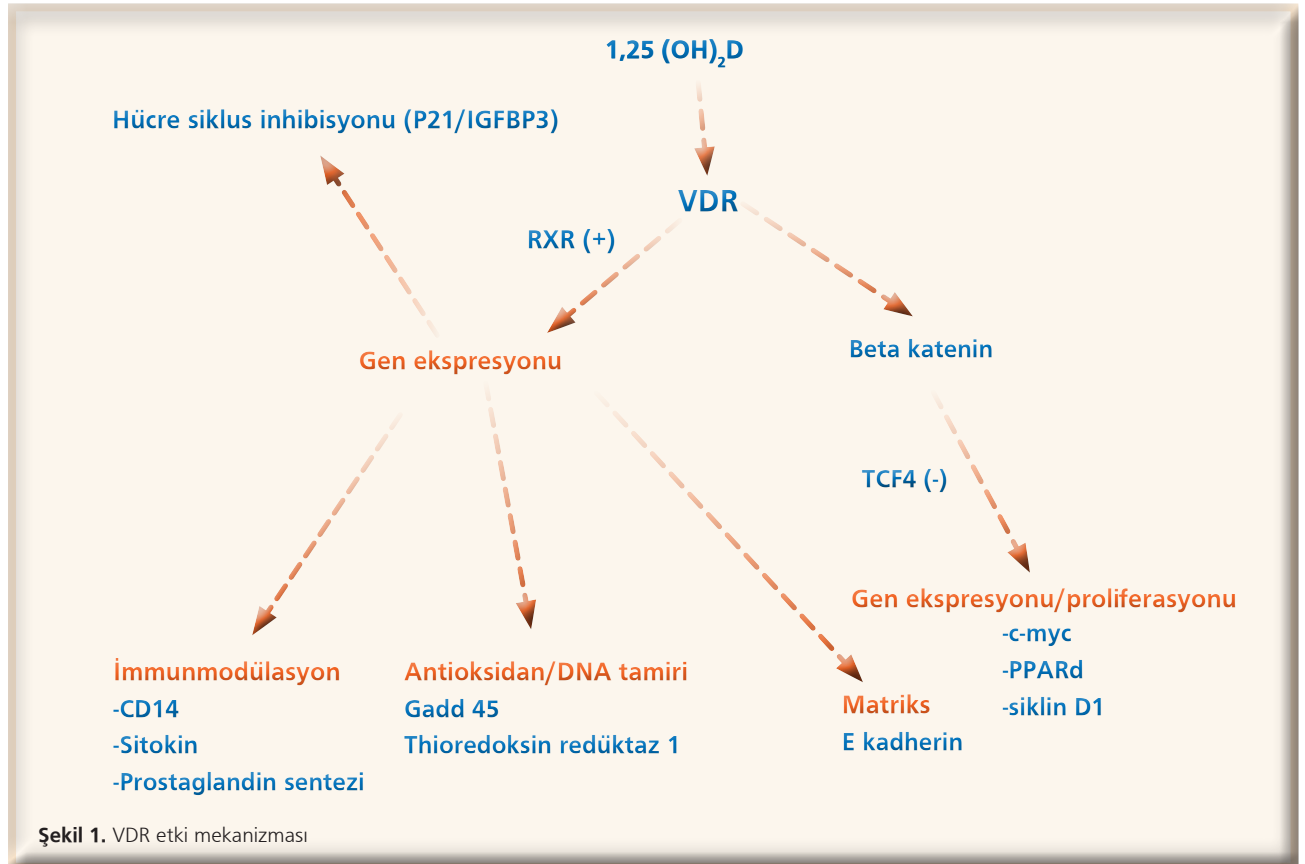 1,25 (OH)₂D
Hücre siklus inhibisyonu (P21/IGFBP3)
VDR
RXR (+)
Gen ekspresyonu
Beta katenin
TCF4 (-)
Gen ekspresyonu/proliferasyonu
-c-myc
-PPARd
-siklin D1
İmmunmodülasyon
-CD14
-Sitokin
-Prostaglandin sentezi
Antioksidan/DNA tamiri
Gadd 45
Thioredoksin redüktaz 1
Matriks
E kadherin
Şekil 1. VDR etki mekanizması